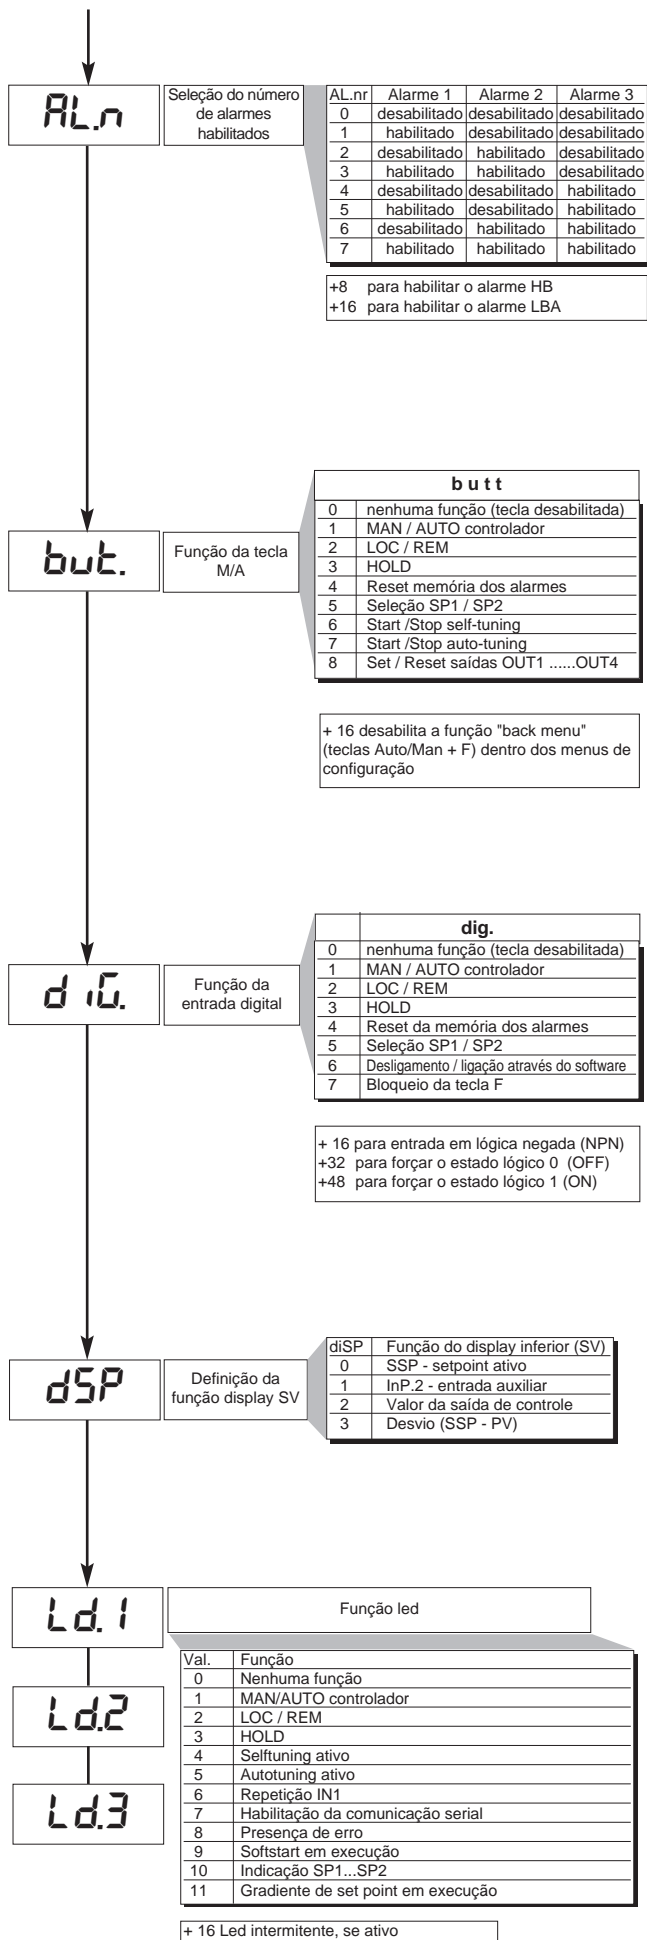 AL.n
Seleção do número
de alarmes
habilitados
AL.nr Alarme 1 Alarme 2 Alarme 3
0 desabilitado desabilitado desabilitado
1 habilitado desabilitado desabilitado
2 desabilitado habilitado desabilitado
3 habilitado habilitado desabilitado
4 desabilitado desabilitado habilitado
5 habilitado desabilitado habilitado
6 desabilitado habilitado habilitado
7 habilitado habilitado habilitado
+8 para habilitar o alarme HB
+16 para habilitar o alarme LBA
but.
Função da tecla
M/A
b u t t
0 nenhuma função (tecla desabilitada)
1 MAN / AUTO controlador
2 LOC / REM
3 HOLD
4 Reset memória dos alarmes
5 Seleção SP1 / SP2
6 Start /Stop self-tuning
7 Start /Stop auto-tuning
8 Set / Reset saídas OUT1 ......OUT4
+ 16 desabilita a função "back menu"
(teclas Auto/Man + F) dentro dos menus de
configuração
diG.
Função da
entrada digital
dig.
0 nenhuma função (tecla desabilitada)
1 MAN / AUTO controlador
2 LOC / REM
3 HOLD
4 Reset da memória dos alarmes
5 Seleção SP1 / SP2
6 Desligamento / ligação através do software
7 Bloqueio da tecla F
+ 16 para entrada em lógica negada (NPN)
+32 para forçar o estado lógico 0 (OFF)
+48 para forçar o estado lógico 1 (ON)
dSP
Definição da
função display SV
diSP Função do display inferior (SV)
0 SSP - setpoint ativo
1 InP.2 - entrada auxiliar
2 Valor da saída de controle
3 Desvio (SSP - PV)
Ld.1
Função led
Ld.2
Ld.3
Val. Função
0 Nenhuma função
1 MAN/AUTO controlador
2 LOC / REM
3 HOLD
4 Selftuning ativo
5 Autotuning ativo
6 Repetição IN1
7 Habilitação da comunicação serial
8 Presença de erro
9 Softstart em execução
10 Indicação SP1...SP2
11 Gradiente de set point em execução
+ 16 Led intermitente, se ativo